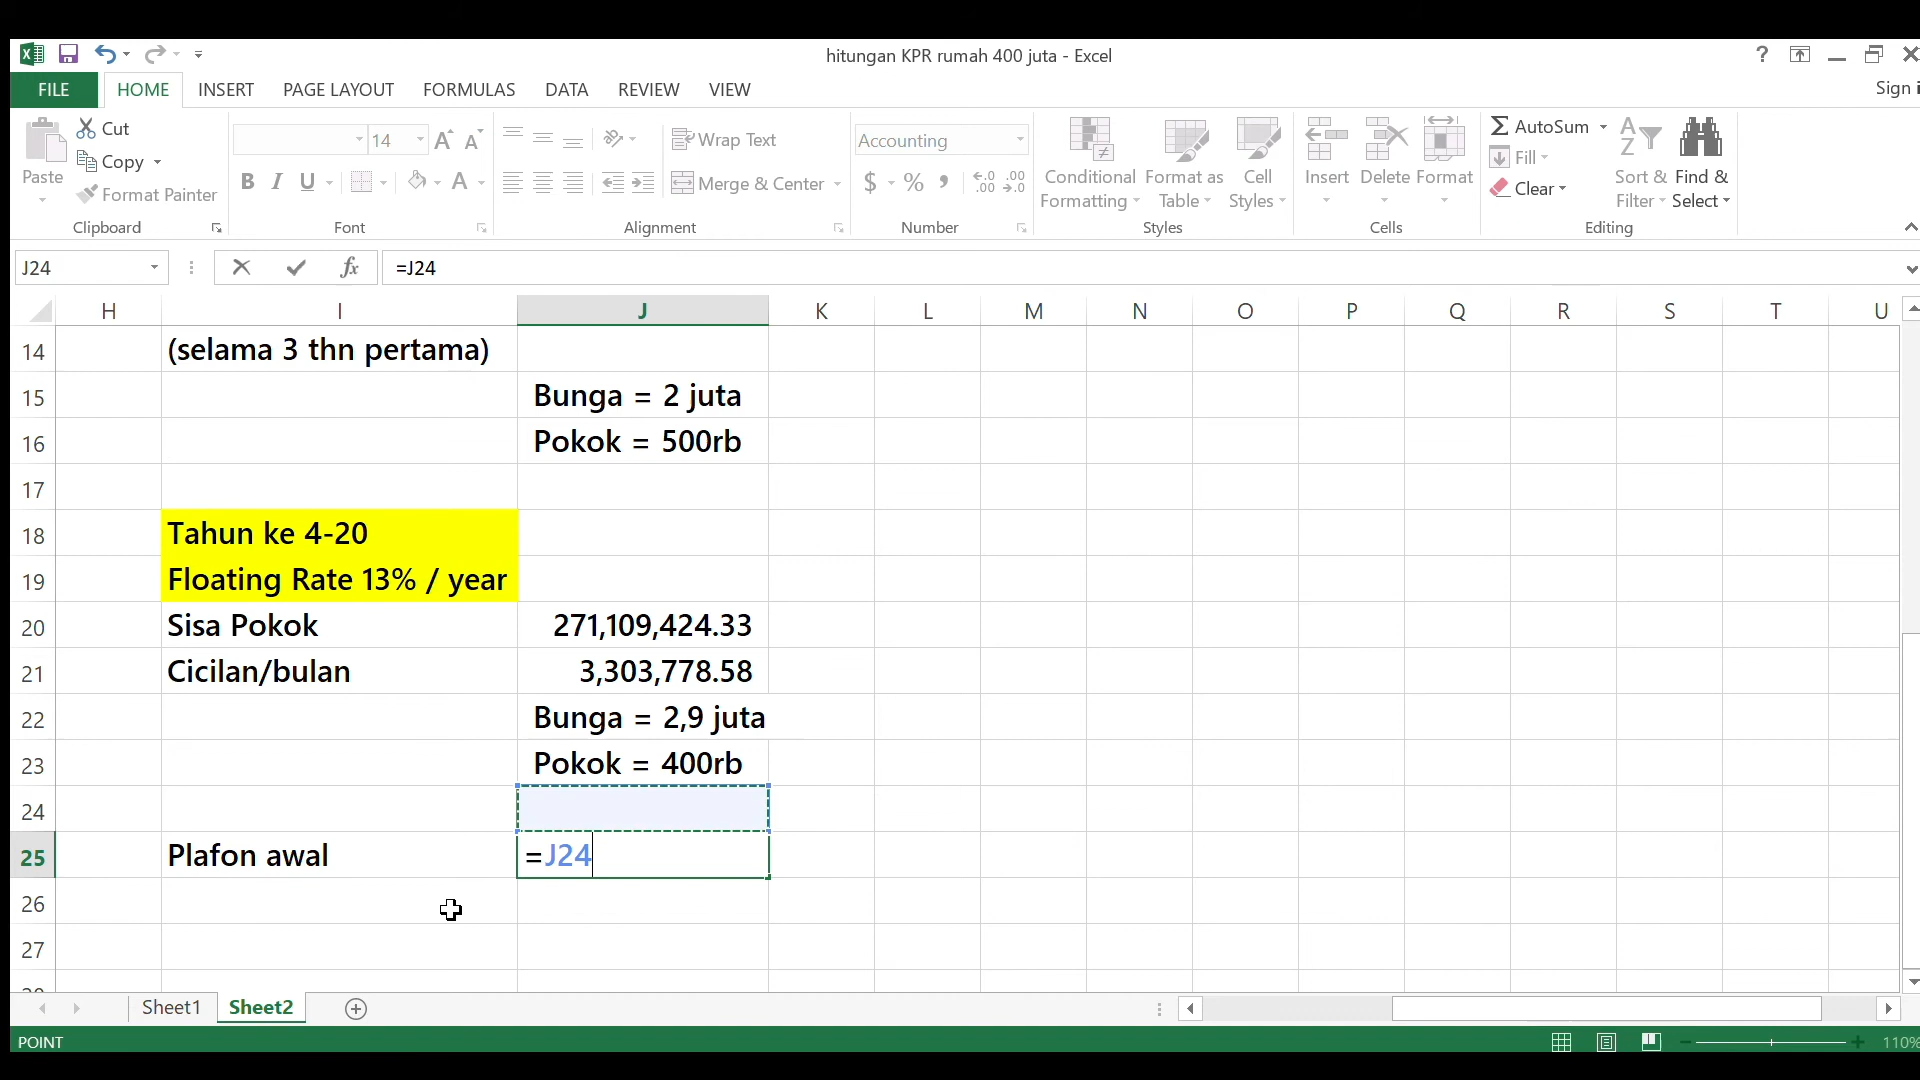 hitungan KPR rumah 400 juta - Excel
?
FILE HOME INSERT PAGE LAYOUT FORMULAS DATA REVIEW VIEW
Sign i
Cut
Copy
Format Painter
Paste
Clipboard
14
B I U
Font
Wrap Text
Merge & Center
Alignment
Accounting
$ % ,
Number
Conditional Formatting
Format as Table
Cell Styles
Styles
Insert Delete Format
Cells
AutoSum
Fill
Clear
Sort & Filter
Find & Select
Editing
J24 fx =J24
H I J K L M N O P Q R S T U
14 (selama 3 thn pertama)
15 Bunga = 2 juta
16 Pokok = 500rb
17
18 Tahun ke 4-20
19 Floating Rate 13% / year
20 Sisa Pokok 271,109,424.33
21 Cicilan/bulan 3,303,778.58
22 Bunga = 2,9 juta
23 Pokok = 400rb
24
25 Plafon awal =J24
26
27
Sheet1 Sheet2
POINT
110%